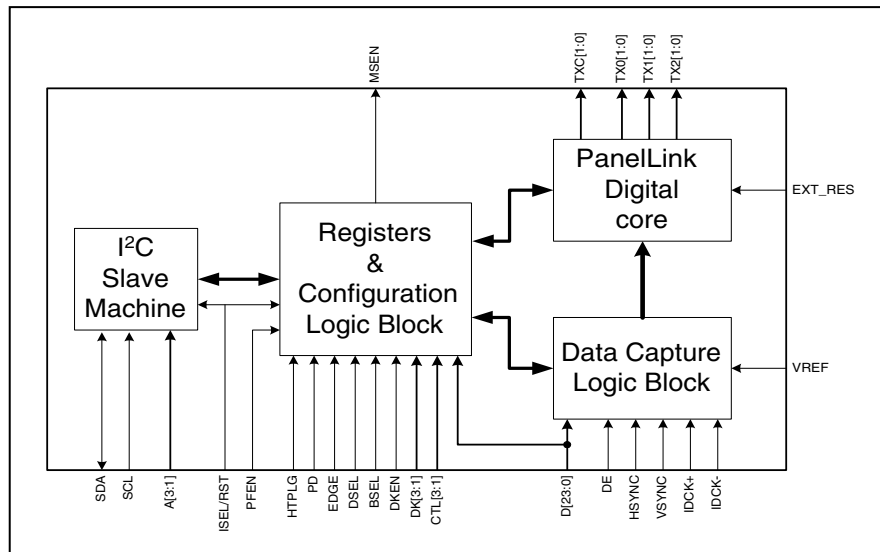 MSEN
TXC[1:0]
TX0[1:0]
TX1[1:0]
TX2[1:0]
PanelLink
Digital
core
EXT_RES
Registers
&
Configuration
Logic Block
I²C
Slave
Machine
Data Capture
Logic Block
VREF
SDA
SCL
A[3:1]
ISEL/RST
PFEN
HTPLG
PD
EDGE
DSEL
BSEL
DKEN
DK[3:1]
CTL[3:1]
D[23:0]
DE
HSYNC
VSYNC
IDCK+
IDCK-